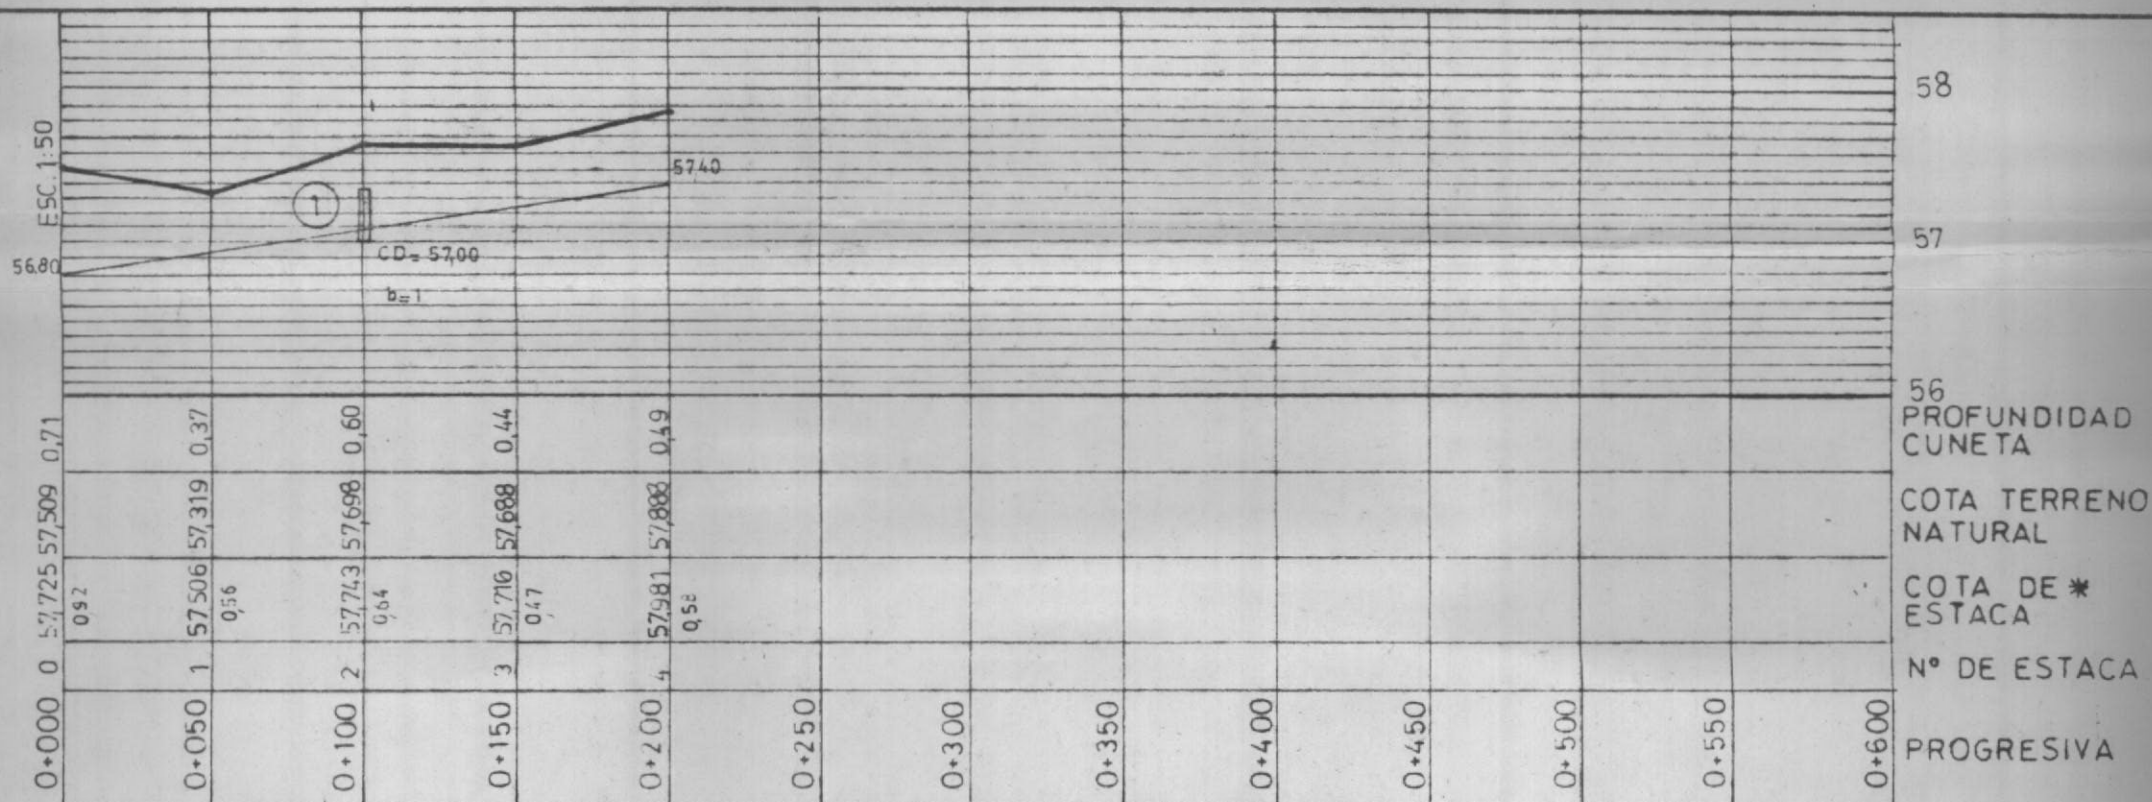 ESC. 1:50
58
57
56
56.80
57.40
1
CD= 57,00
b=1
0,71 0,37 0,60 0,44 0,49 PROFUNDIDAD CUNETA
57,509 57,319 57,698 57,688 57,888 COTA TERRENO NATURAL
57,725 57506 57,743 57,716 57981 COTA DE * ESTACA
0,92 0,56 0,64 0,47 0,58
0 1 2 3 4 Nº DE ESTACA
0+000 0+050 0+100 0+150 0+200 0+250 0+300 0+350 0+400 0+450 0+500 0+550 0+600 PROGRESIVA